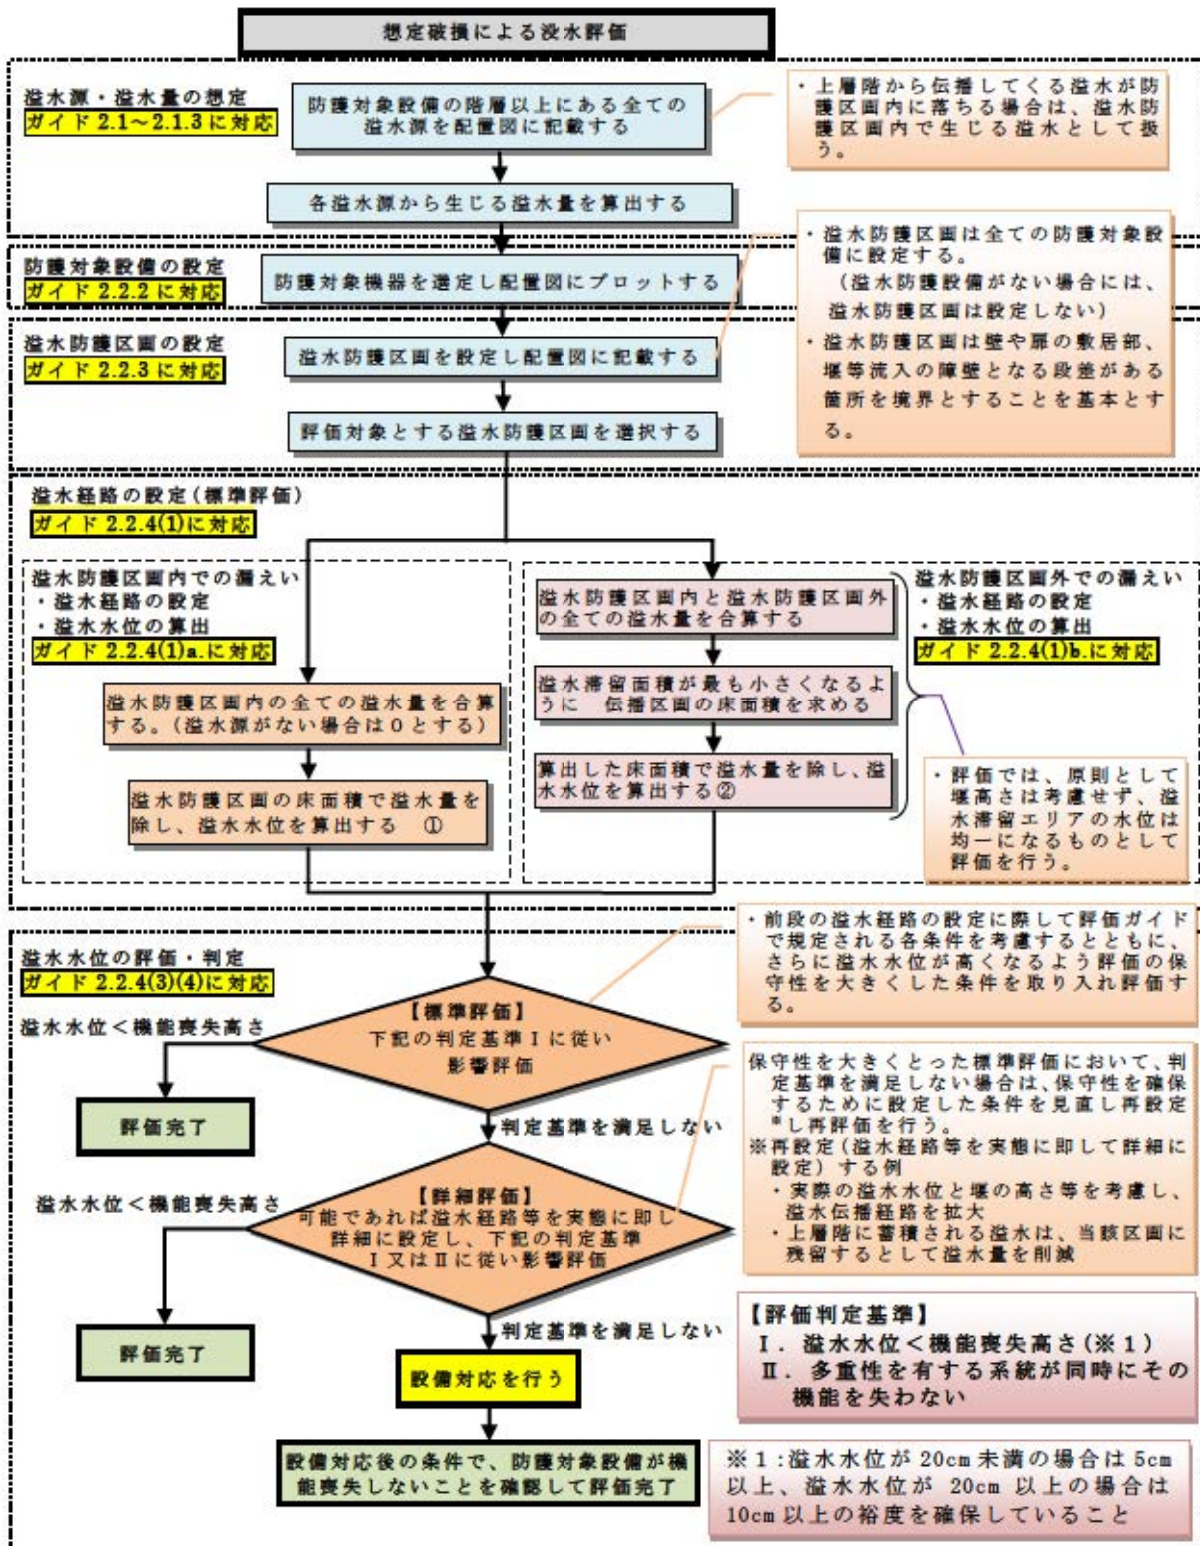 想定破損による没水評価
溢水源・溢水量の想定
ガイド 2.1～2.1.3 に対応
防護対象設備の階層以上にある全ての
溢水源を配置図に記載する
・上層階から伝播してくる溢水が防
護区画内に落ちる場合は、溢水防
護区画内で生じる溢水として扱
う。
各溢水源から生じる溢水量を算出する
防護対象設備の設定
ガイド 2.2.2 に対応
防護対象機器を選定し配置図にプロットする
・溢水防護区画は全ての防護対象設
備に設定する。
（溢水防護設備がない場合には、
溢水防護区画は設定しない）
・溢水防護区画は壁や扉の敷居部、
堰等流入の障壁となる段差がある
箇所を境界とすることを基本とす
る。
溢水防護区画の設定
ガイド 2.2.3 に対応
溢水防護区画を設定し配置図に記載する
評価対象とする溢水防護区画を選択する
溢水経路の設定(標準評価)
ガイド 2.2.4(1)に対応
溢水防護区画内での漏えい
・溢水経路の設定
・溢水水位の算出
ガイド 2.2.4(1)a.に対応
溢水防護区画内の全ての溢水量を合算
する。（溢水源がない場合は０とする）
溢水防護区画の床面積で溢水量を
除し、溢水水位を算出する ①
溢水防護区画内と溢水防護区画外
の全ての溢水量を合算する
溢水滞留面積が最も小さくなるよ
うに 伝播区画の床面積を求める
算出した床面積で溢水量を除し、溢
水水位を算出する②
溢水防護区画外での漏えい
・溢水経路の設定
・溢水水位の算出
ガイド 2.2.4(1)b.に対応
・評価では、原則として
堰高さは考慮せず、溢
水滞留エリアの水位は
均一になるものとして
評価を行う。
溢水水位の評価・判定
ガイド 2.2.4(3)(4)に対応
・前段の溢水経路の設定に際して評価ガイド
で規定される各条件を考慮するとともに、
さらに溢水水位が高くなるよう評価の保
守性を大きくした条件を取り入れ評価す
る。
【標準評価】
下記の判定基準Ⅰに従い
影響評価
溢水水位＜機能喪失高さ
評価完了
判定基準を満足しない
保守性を大きくとった標準評価において、判
定基準を満足しない場合は、保守性を確保
するために設定した条件を見直し再設定
※し再評価を行う。
※再設定(溢水経路等を実態に即して詳細に
設定）する例
・実際の溢水水位と堰の高さ等を考慮し、
溢水伝播経路を拡大
・上層階に蓄積される溢水は、当該区画に
残留するとして溢水量を削減
【詳細評価】
可能であれば溢水経路等を実態に即し
詳細に設定し、下記の判定基準
Ⅰ又はⅡに従い影響評価
溢水水位＜機能喪失高さ
評価完了
判定基準を満足しない
設備対応を行う
設備対応後の条件で、防護対象設備が機
能喪失しないことを確認して評価完了
【評価判定基準】
Ⅰ．溢水水位＜機能喪失高さ(※１)
Ⅱ．多重性を有する系統が同時にその
機能を失わない
※１:溢水水位が 20cm 未満の場合は 5cm
以上、溢水水位が 20cm 以上の場合は
10cm 以上の裕度を確保していること